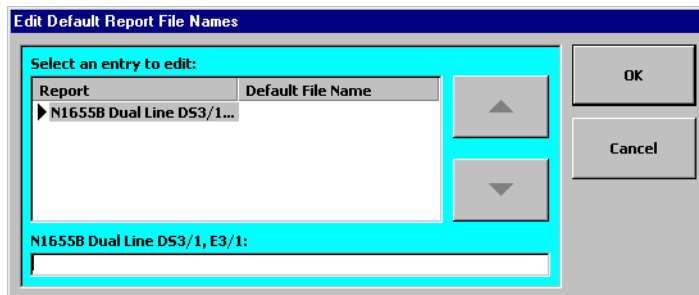 Edit Default Report File Names
Select an entry to edit:
Report Default File Name
N1655B Dual Line DS3/1...
OK
Cancel
N1655B Dual Line DS3/1, E3/1: